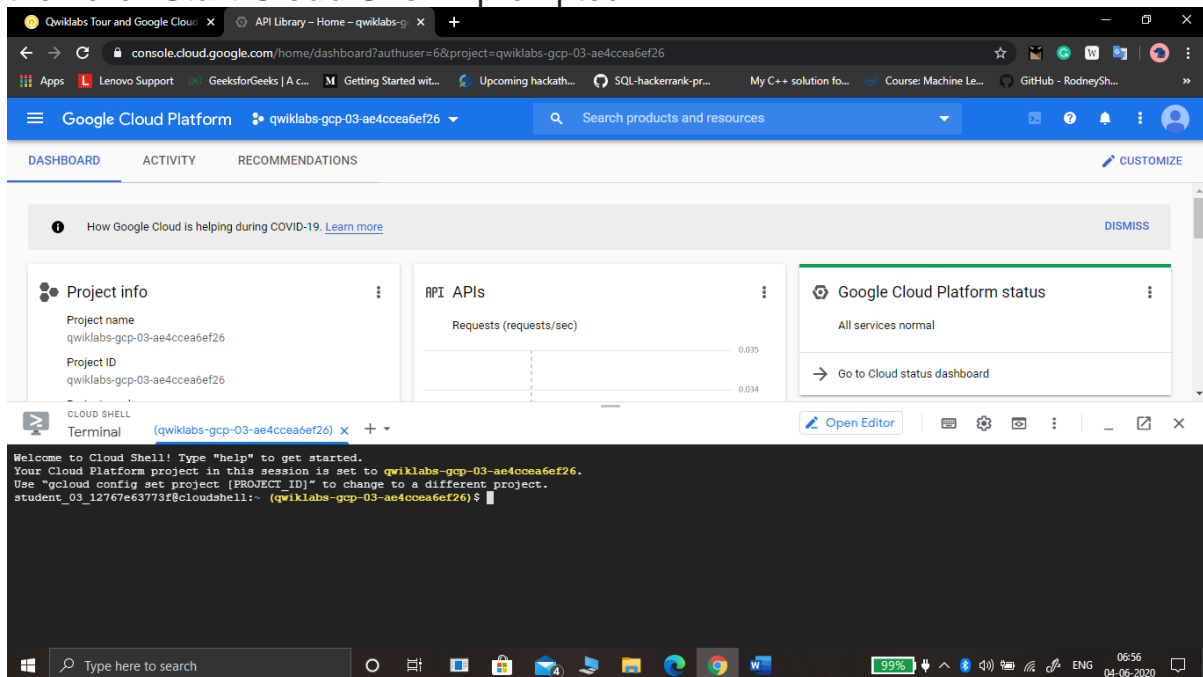 Qwiklabs Tour and Google Cloud
API Library – Home – qwiklabs-g
console.cloud.google.com/home/dashboard?authuser=6&project=qwiklabs-gcp-03-ae4ccea6ef26
Apps Lenovo Support GeeksforGeeks | A c... Getting Started wit... Upcoming hackath... SQL-hackerrank-pr... My C++ solution fo... Course: Machine Le... GitHub - RodneySh... »
Google Cloud Platform qwiklabs-gcp-03-ae4ccea6ef26 Search products and resources
DASHBOARD ACTIVITY RECOMMENDATIONS CUSTOMIZE
How Google Cloud is helping during COVID-19. Learn more DISMISS
Project info
Project name
qwiklabs-gcp-03-ae4ccea6ef26
Project ID
qwiklabs-gcp-03-ae4ccea6ef26
API APIs
Requests (requests/sec)
0.035
0.034
Google Cloud Platform status
All services normal
Go to Cloud status dashboard
CLOUD SHELL
Terminal (qwiklabs-gcp-03-ae4ccea6ef26) Open Editor
Welcome to Cloud Shell! Type "help" to get started.
Your Cloud Platform project in this session is set to qwiklabs-gcp-03-ae4ccea6ef26.
Use "gcloud config set project [PROJECT_ID]" to change to a different project.
student_03_12767e63773f@cloudshell:~ (qwiklabs-gcp-03-ae4ccea6ef26)$
Type here to search 4 99% ENG 06:56
04-06-2020